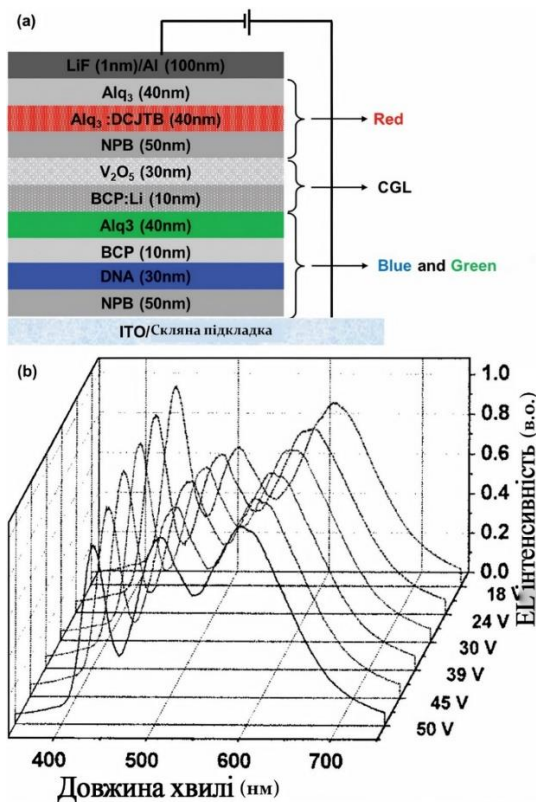 (a)
LiF (1nm)/Al (100nm)
Alq₃ (40nm)
Alq₃ :DCJTB (40nm)
NPB (50nm)
V₂O₅ (30nm)
BCP:Li (10nm)
Alq3 (40nm)
BCP (10nm)
DNA (30nm)
NPB (50nm)
ITO/Скляна підкладка
Red
CGL
Blue and Green
(b)
1.0
0.8
0.6
0.4
0.2
0.0
EL інтенсивність (в.о.)
18 V
24 V
30 V
39 V
45 V
50 V
400 500 600 700
Довжина хвилі (нм)